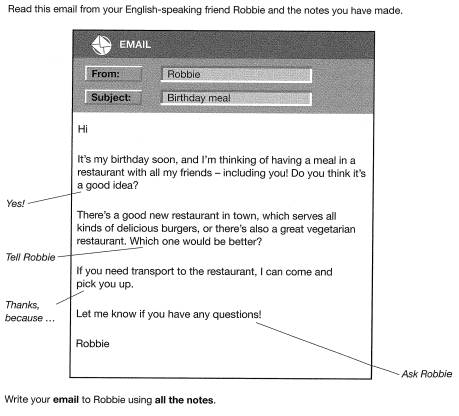 Read this email from your English-speaking friend Robbie and the notes you have made.
EMAIL
From: Robbie
Subject: Birthday meal
Hi
It's my birthday soon, and I'm thinking of having a meal in a
restaurant with all my friends – including you! Do you think it's
a good idea?
Yes!
There's a good new restaurant in town, which serves all
kinds of delicious burgers, or there's also a great vegetarian
restaurant. Which one would be better?
Tell Robbie
If you need transport to the restaurant, I can come and
pick you up.
Thanks,
because ...
Let me know if you have any questions!
Robbie
Ask Robbie
Write your email to Robbie using all the notes.